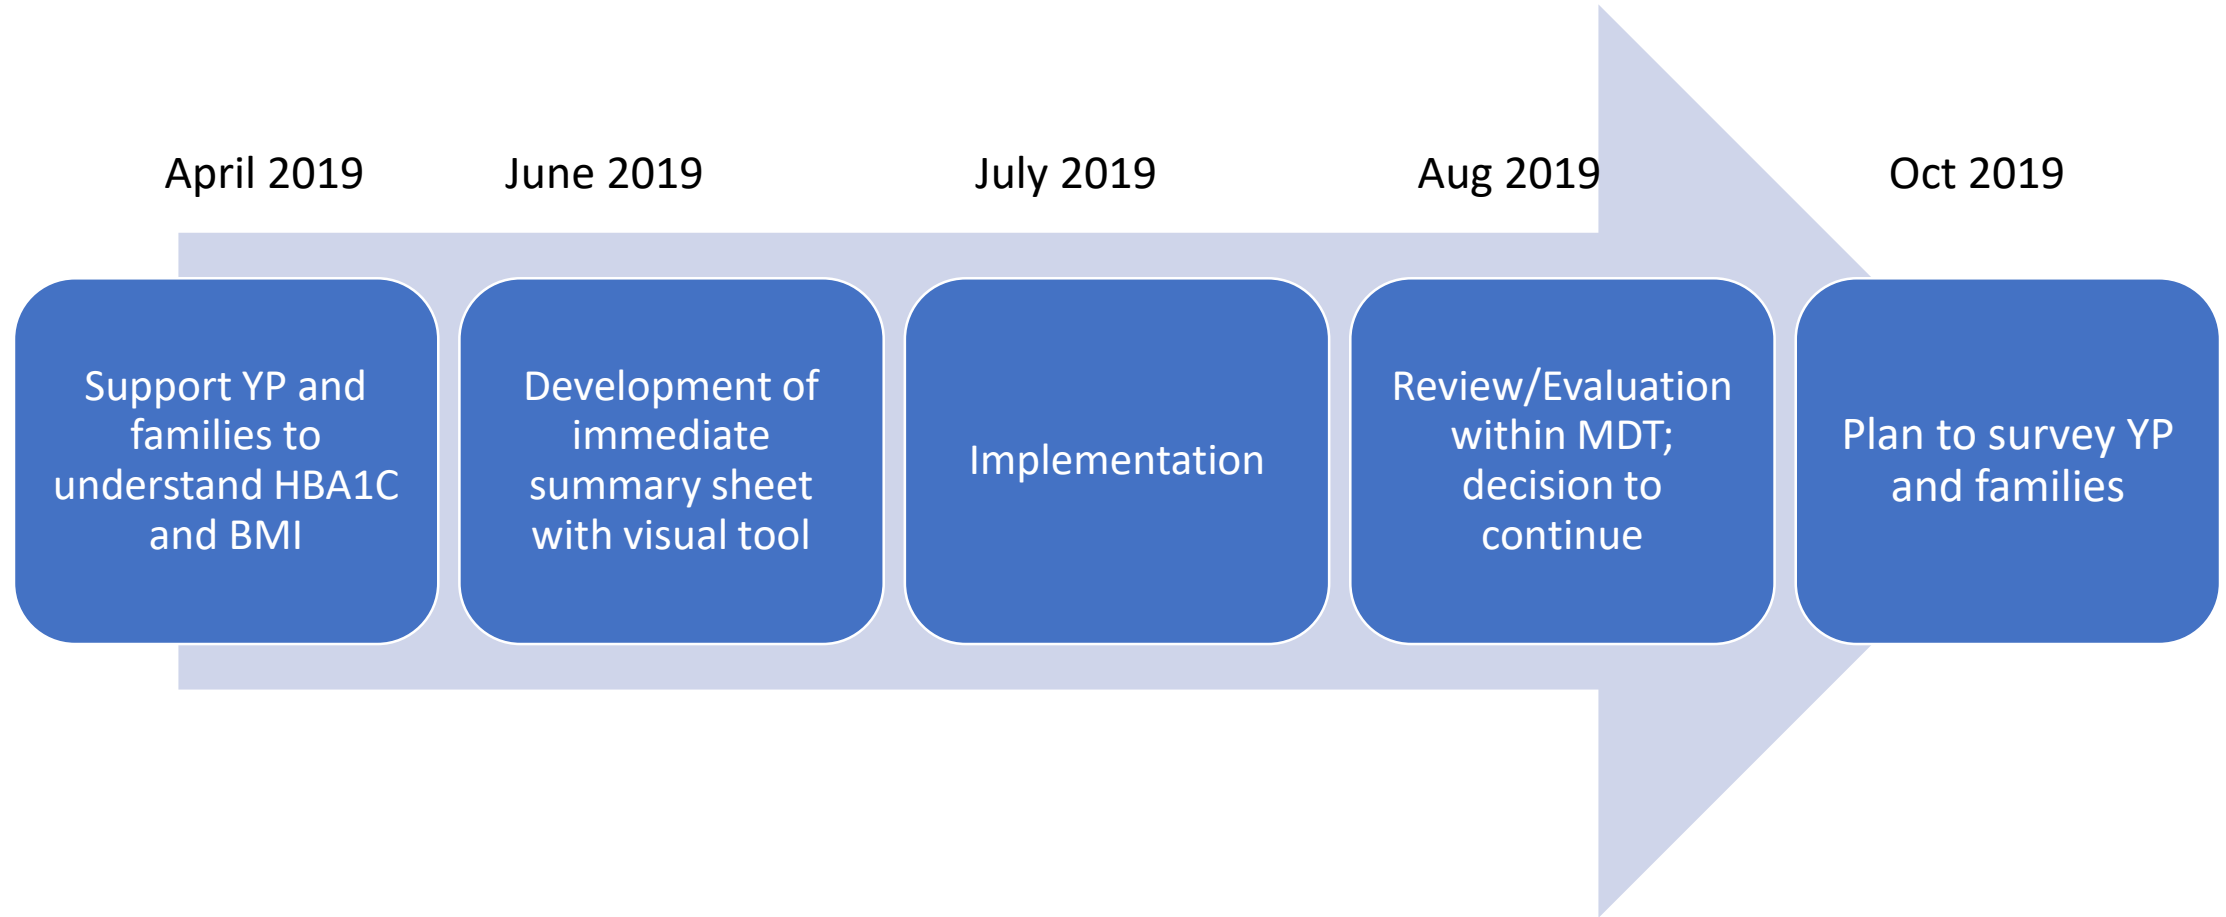 April 2019
June 2019
July 2019
Aug 2019
Oct 2019
Support YP and
families to
understand HBA1C
and BMI
Development of
immediate
summary sheet
with visual tool
Implementation
Review/Evaluation
within MDT;
decision to
continue
Plan to survey YP
and families